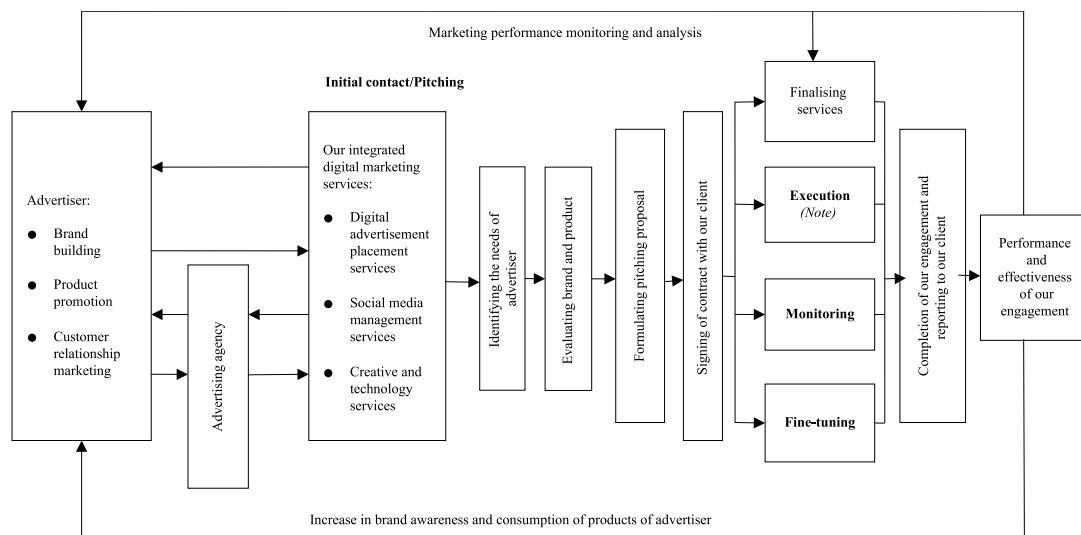 Marketing performance monitoring and analysis
Initial contact/Pitching
Advertiser:
● Brand
building
● Product
promotion
● Customer
relationship
marketing
Advertising agency
Our integrated
digital marketing
services:
● Digital
advertisement
placement
services
● Social media
management
services
● Creative and
technology
services
Identifying the needs of
advertiser
Evaluating brand and product
Formulating pitching proposal
Signing of contract with our client
Finalising
services
Execution
(Note)
Monitoring
Fine-tuning
Completion of our engagement and
reporting to our client
Performance
and
effectiveness
of our
engagement
Increase in brand awareness and consumption of products of advertiser